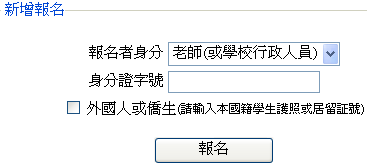 新增報名
報名者身分 老師(或學校行政人員)
身分證字號
外國人或僑生(請輸入本國籍學生護照或居留証號)
報名